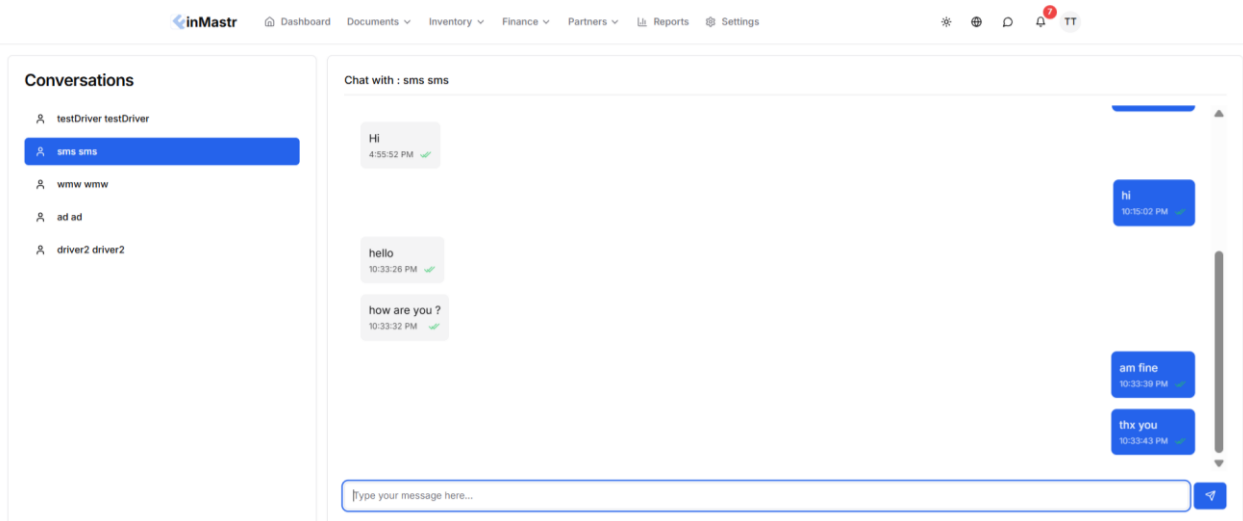 inMastr
Dashboard
Documents
Inventory
Finance
Partners
Reports
Settings
7
TT
Conversations
testDriver testDriver
sms sms
wmw wmw
ad ad
driver2 driver2
Chat with : sms sms
Hi
4:55:52 PM
hi
10:15:02 PM
hello
10:33:26 PM
how are you ?
10:33:32 PM
am fine
10:33:39 PM
thx you
10:33:43 PM
Type your message here...